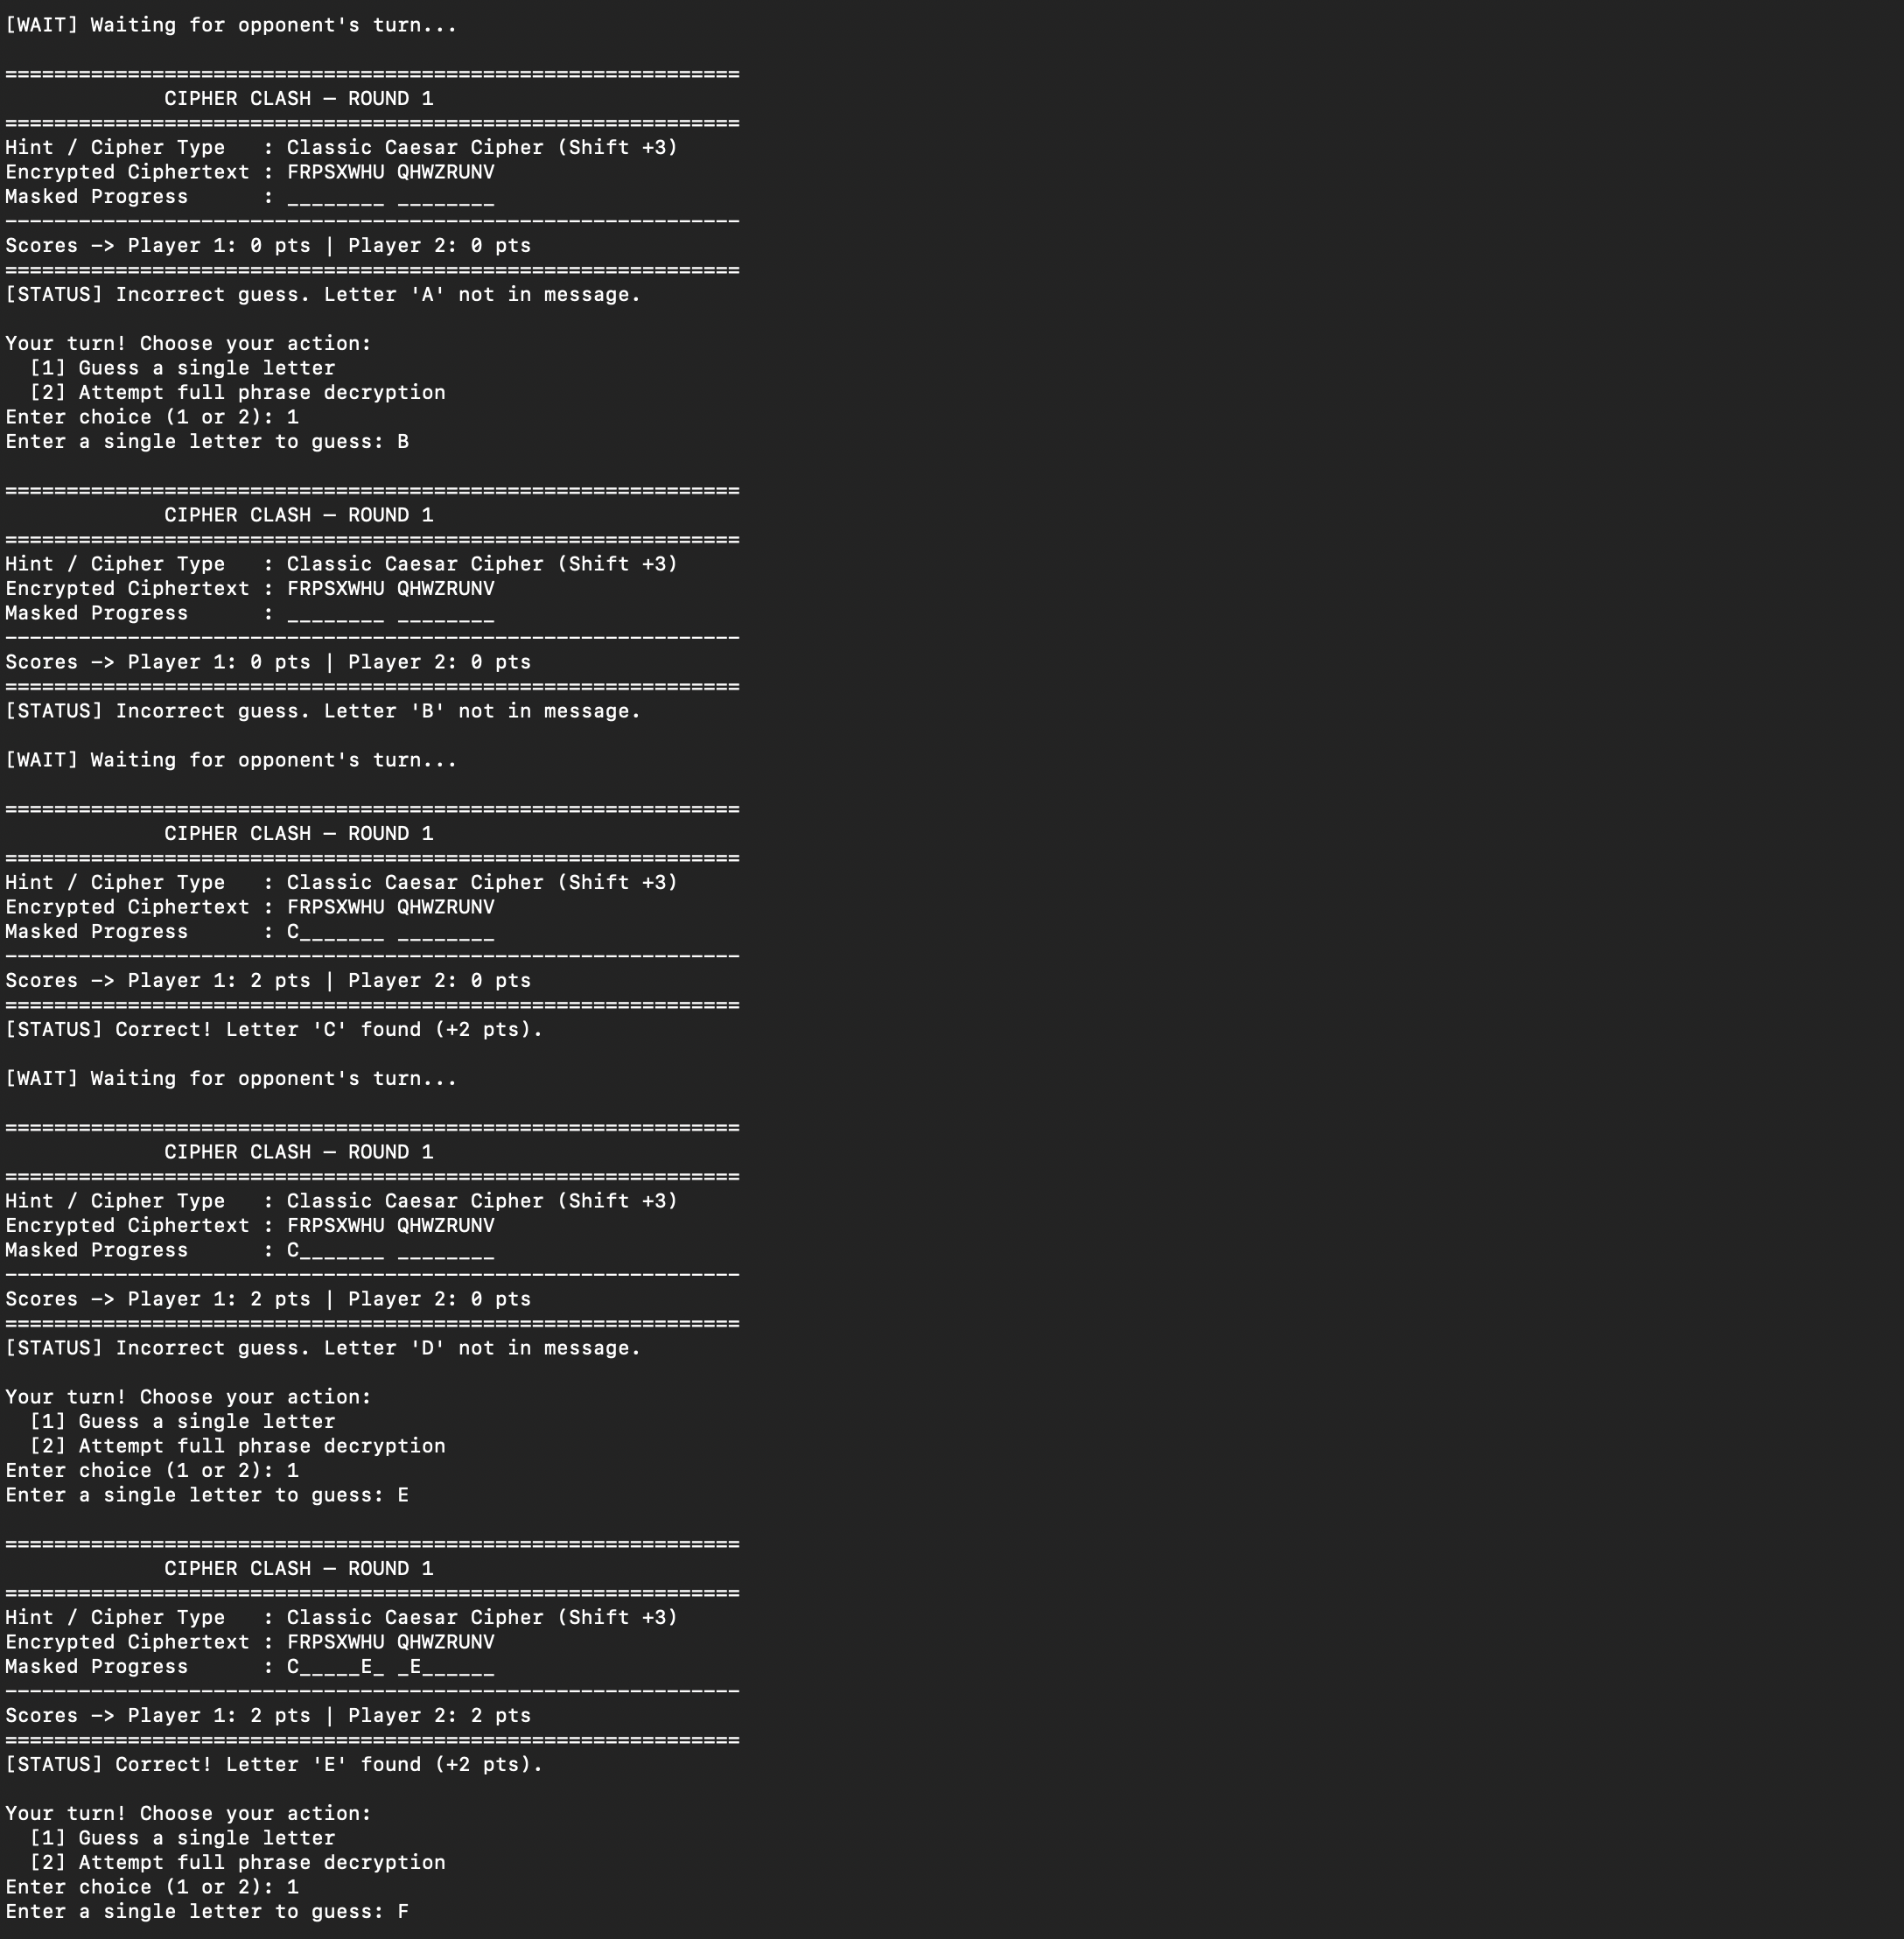 [WAIT] Waiting for opponent's turn...
============================================================
CIPHER CLASH — ROUND 1
============================================================
Hint / Cipher Type   : Classic Caesar Cipher (Shift +3)
Encrypted Ciphertext : FRPSXWHU QHWZRUNV
Masked Progress      : ________ ________
------------------------------------------------------------
Scores -> Player 1: 0 pts | Player 2: 0 pts
============================================================
[STATUS] Incorrect guess. Letter 'A' not in message.
Your turn! Choose your action:
  [1] Guess a single letter
  [2] Attempt full phrase decryption
Enter choice (1 or 2): 1
Enter a single letter to guess: B
============================================================
CIPHER CLASH — ROUND 1
============================================================
Hint / Cipher Type   : Classic Caesar Cipher (Shift +3)
Encrypted Ciphertext : FRPSXWHU QHWZRUNV
Masked Progress      : ________ ________
------------------------------------------------------------
Scores -> Player 1: 0 pts | Player 2: 0 pts
============================================================
[STATUS] Incorrect guess. Letter 'B' not in message.
[WAIT] Waiting for opponent's turn...
============================================================
CIPHER CLASH — ROUND 1
============================================================
Hint / Cipher Type   : Classic Caesar Cipher (Shift +3)
Encrypted Ciphertext : FRPSXWHU QHWZRUNV
Masked Progress      : C_______ ________
------------------------------------------------------------
Scores -> Player 1: 2 pts | Player 2: 0 pts
============================================================
[STATUS] Correct! Letter 'C' found (+2 pts).
[WAIT] Waiting for opponent's turn...
============================================================
CIPHER CLASH — ROUND 1
============================================================
Hint / Cipher Type   : Classic Caesar Cipher (Shift +3)
Encrypted Ciphertext : FRPSXWHU QHWZRUNV
Masked Progress      : C_______ ________
------------------------------------------------------------
Scores -> Player 1: 2 pts | Player 2: 0 pts
============================================================
[STATUS] Incorrect guess. Letter 'D' not in message.
Your turn! Choose your action:
  [1] Guess a single letter
  [2] Attempt full phrase decryption
Enter choice (1 or 2): 1
Enter a single letter to guess: E
============================================================
CIPHER CLASH — ROUND 1
============================================================
Hint / Cipher Type   : Classic Caesar Cipher (Shift +3)
Encrypted Ciphertext : FRPSXWHU QHWZRUNV
Masked Progress      : C_____E_ _E______
------------------------------------------------------------
Scores -> Player 1: 2 pts | Player 2: 2 pts
============================================================
[STATUS] Correct! Letter 'E' found (+2 pts).
Your turn! Choose your action:
  [1] Guess a single letter
  [2] Attempt full phrase decryption
Enter choice (1 or 2): 1
Enter a single letter to guess: F